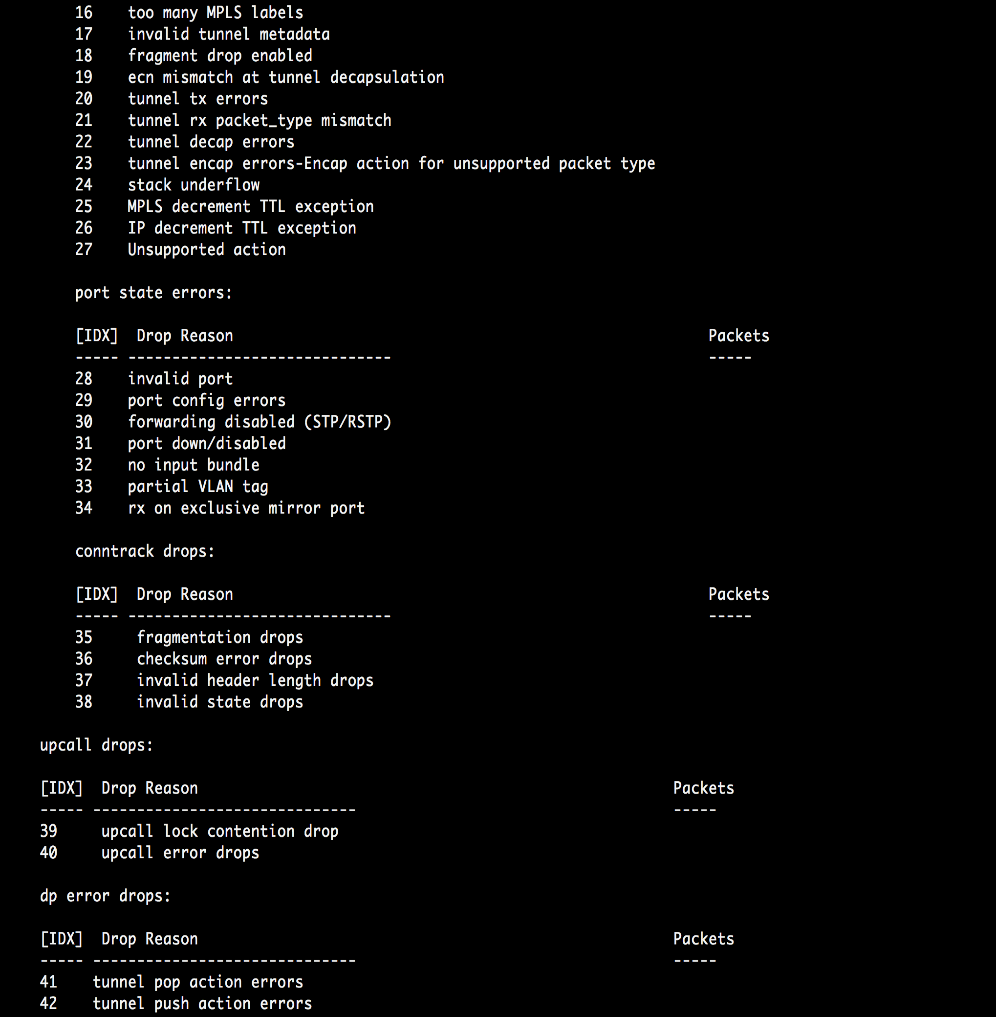 16 too many MPLS labels
17 invalid tunnel metadata
18 fragment drop enabled
19 ecn mismatch at tunnel decapsulation
20 tunnel tx errors
21 tunnel rx packet_type mismatch
22 tunnel decap errors
23 tunnel encap errors-Encap action for unsupported packet type
24 stack underflow
25 MPLS decrement TTL exception
26 IP decrement TTL exception
27 Unsupported action
port state errors:
[IDX] Drop Reason Packets
----- ------------------------------ -----
28 invalid port
29 port config errors
30 forwarding disabled (STP/RSTP)
31 port down/disabled
32 no input bundle
33 partial VLAN tag
34 rx on exclusive mirror port
conntrack drops:
[IDX] Drop Reason Packets
----- ------------------------------ -----
35 fragmentation drops
36 checksum error drops
37 invalid header length drops
38 invalid state drops
upcall drops:
[IDX] Drop Reason Packets
----- ------------------------------ -----
39 upcall lock contention drop
40 upcall error drops
dp error drops:
[IDX] Drop Reason Packets
----- ------------------------------ -----
41 tunnel pop action errors
42 tunnel push action errors